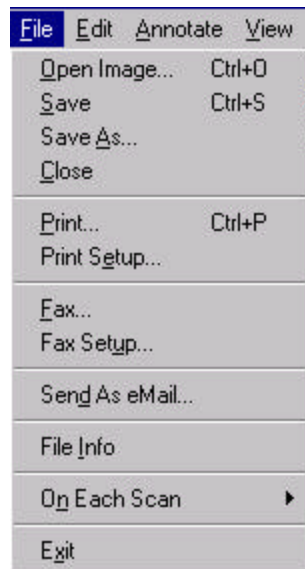 File Edit Annotate View
Open Image... Ctrl+O
Save Ctrl+S
Save As...
Close
Print... Ctrl+P
Print Setup...
Fax...
Fax Setup...
Send As eMail...
File Info
On Each Scan
Exit